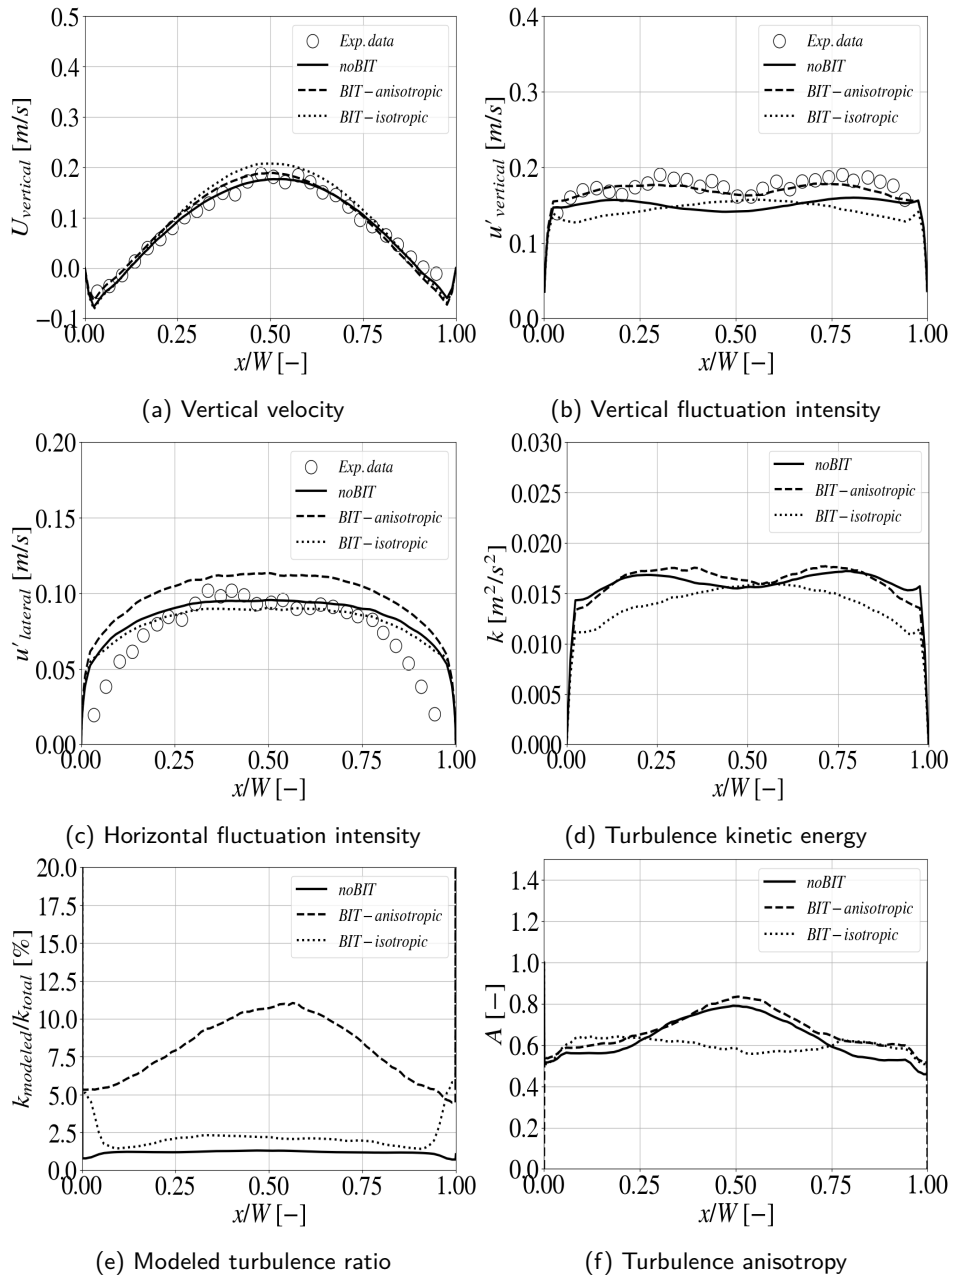 0.5
0.4
0.3
0.2
0.1
0.0
−0.1
U_vertical [m/s]
Exp.data
noBIT
BIT−anisotropic
BIT−isotropic
0.00 0.25 0.50 0.75 1.00
x/W [−]
(a) Vertical velocity
0.4
0.3
0.2
0.1
0.0
u'_vertical [m/s]
Exp.data
noBIT
BIT−anisotropic
BIT−isotropic
0.00 0.25 0.50 0.75 1.00
x/W [−]
(b) Vertical fluctuation intensity
0.20
0.15
0.10
0.05
0.00
u'_lateral [m/s]
Exp.data
noBIT
BIT−anisotropic
BIT−isotropic
0.00 0.25 0.50 0.75 1.00
x/W [−]
(c) Horizontal fluctuation intensity
0.030
0.025
0.020
0.015
0.010
0.005
0.000
k [m²/s²]
noBIT
BIT−anisotropic
BIT−isotropic
0.00 0.25 0.50 0.75 1.00
x/W [−]
(d) Turbulence kinetic energy
20.0
17.5
15.0
12.5
10.0
7.5
5.0
2.5
0.0
k_modeled/k_total [%]
noBIT
BIT−anisotropic
BIT−isotropic
0.00 0.25 0.50 0.75 1.00
x/W [−]
(e) Modeled turbulence ratio
1.4
1.2
1.0
0.8
0.6
0.4
0.2
0.0
A [−]
noBIT
BIT−anisotropic
BIT−isotropic
0.00 0.25 0.50 0.75 1.00
x/W [−]
(f) Turbulence anisotropy